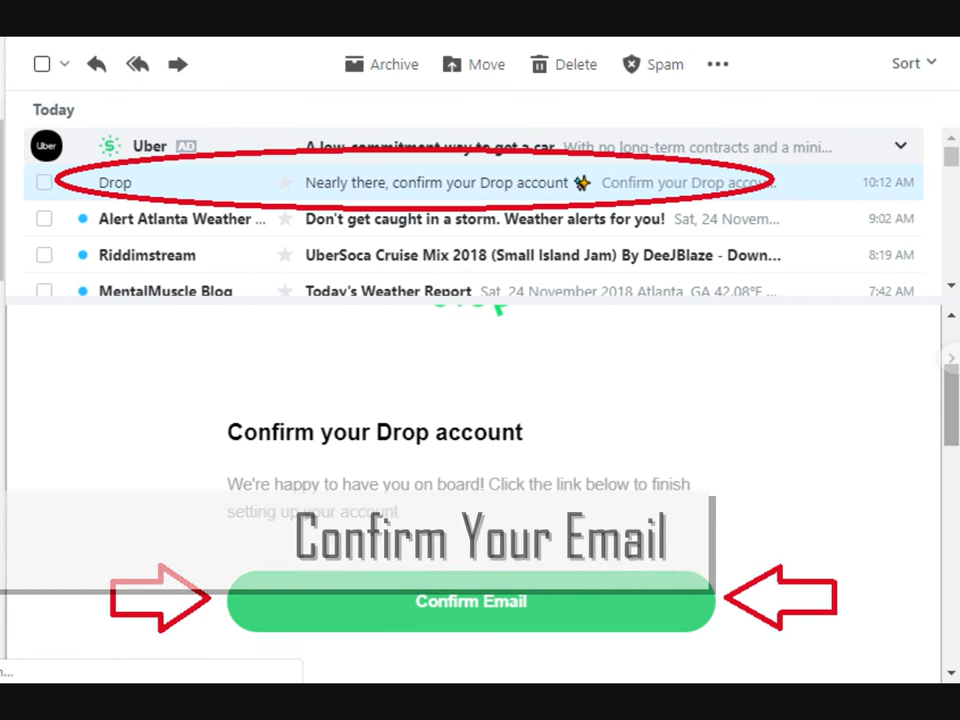 Archive Move Delete Spam ••• Sort
Today
Uber Uber AD A low-commitment way to get a car With no long-term contracts and a mini...
Drop Nearly there, confirm your Drop account ✨ Confirm your Drop accou... 10:12 AM
Alert Atlanta Weather ... Don't get caught in a storm. Weather alerts for you! Sat, 24 Novem... 9:02 AM
Riddimstream UberSoca Cruise Mix 2018 (Small Island Jam) By DeeJBlaze - Down... 8:19 AM
MentalMuscle Blog Today's Weather Report Sat, 24 November 2018 Atlanta, GA 42.08°F ... 7:42 AM
Confirm your Drop account
We're happy to have you on board! Click the link below to finish
setting up your account.
Confirm Your Email
Confirm Email